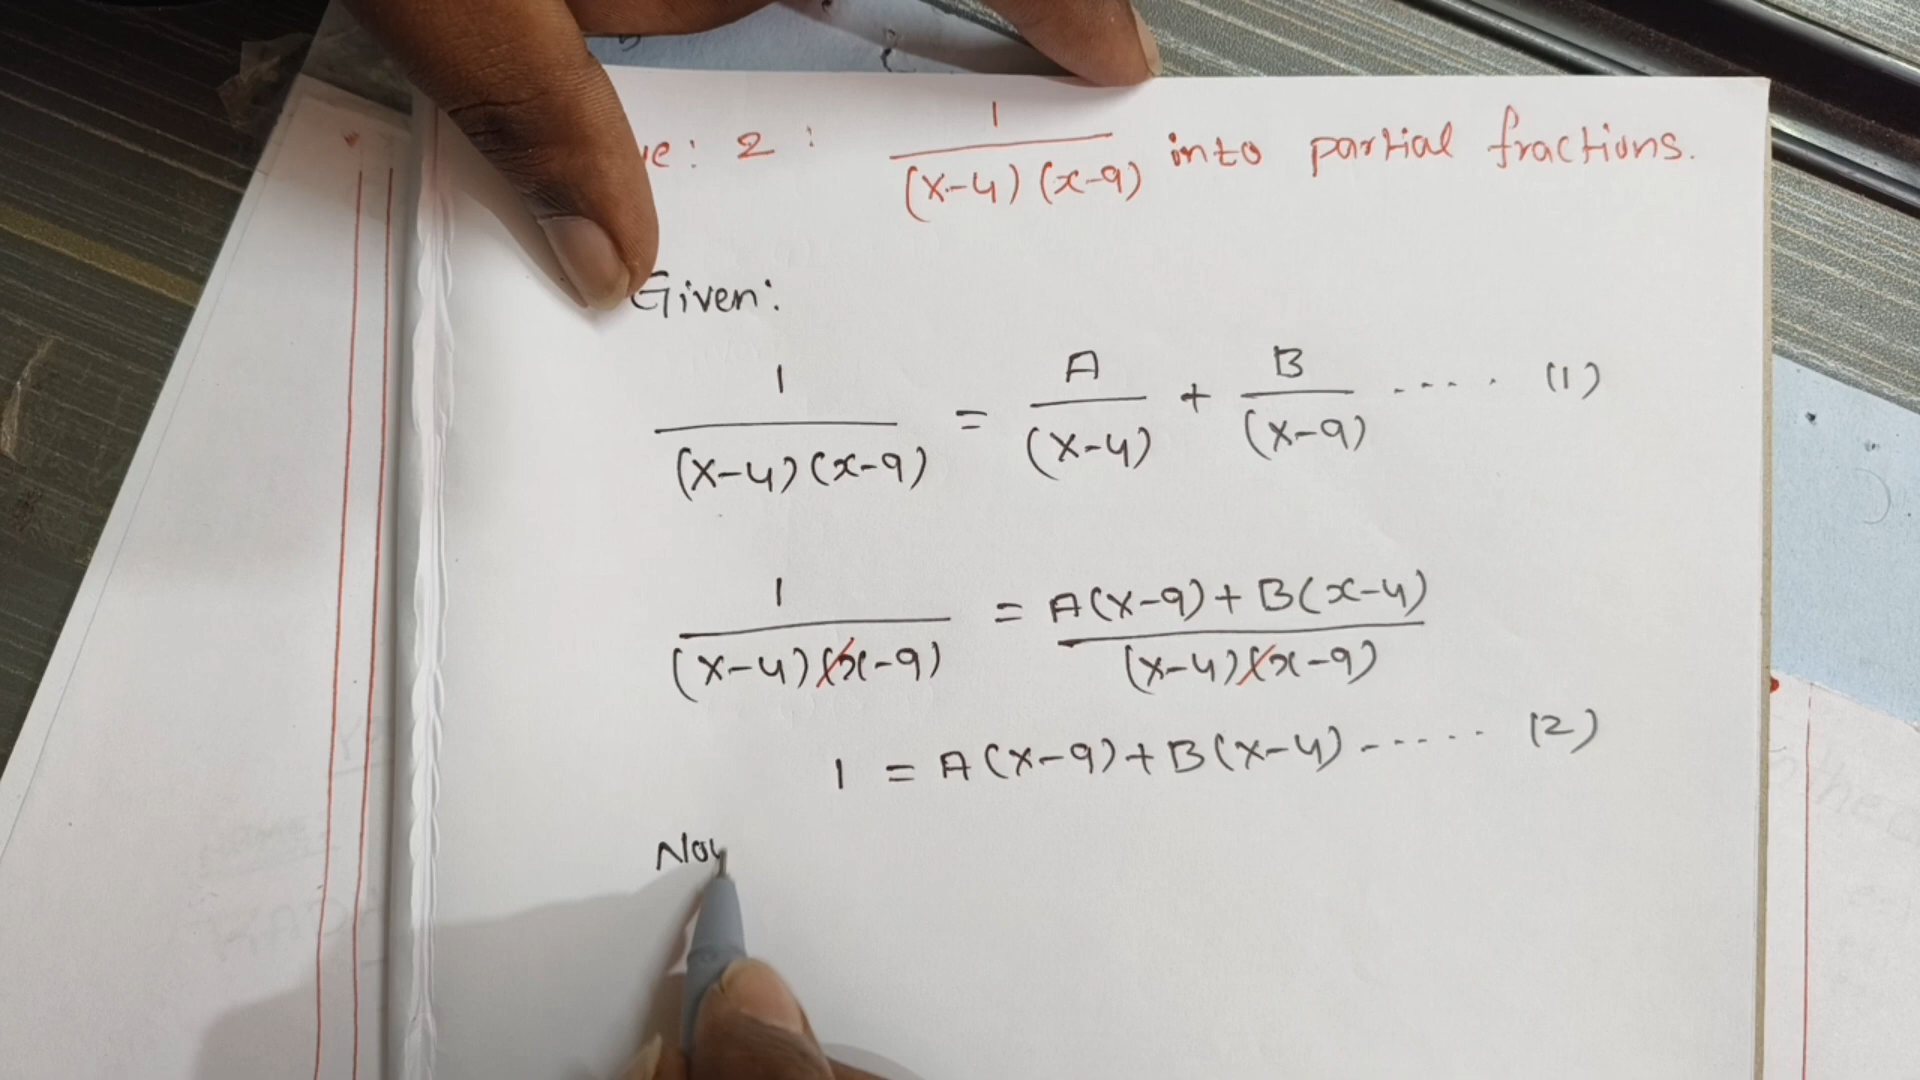 2 : 1/(x-4)(x-9) into partial fractions.
Given:
1/(x-4)(x-9) = A/(x-4) + B/(x-9) ..... (1)
1/(x-4)(x-9) = A(x-9)+B(x-4)/(x-4)(x-9)
1 = A(x-9)+B(x-4)...... (2)
Now